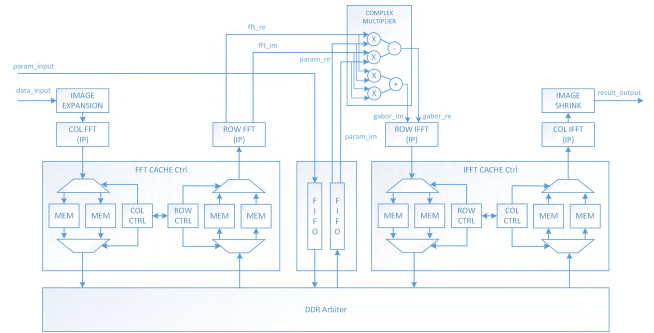 COMPLEX
MULTIPLIER
fft_re
fft_im
param_re
X
X
-
X
X
+
param_input
data_input
IMAGE
EXPANSION
COL FFT
(IP)
ROW FFT
(IP)
gabor_im
gabor_re
param_im
ROW IFFT
(IP)
IMAGE
SHRINK
result_output
COL IFFT
(IP)
FFT CACHE Ctrl
MEM
MEM
COL
CTRL
ROW
CTRL
MEM
MEM
FIFO
FIFO
IFFT CACHE Ctrl
MEM
MEM
ROW
CTRL
COL
CTRL
MEM
MEM
DDR Arbiter